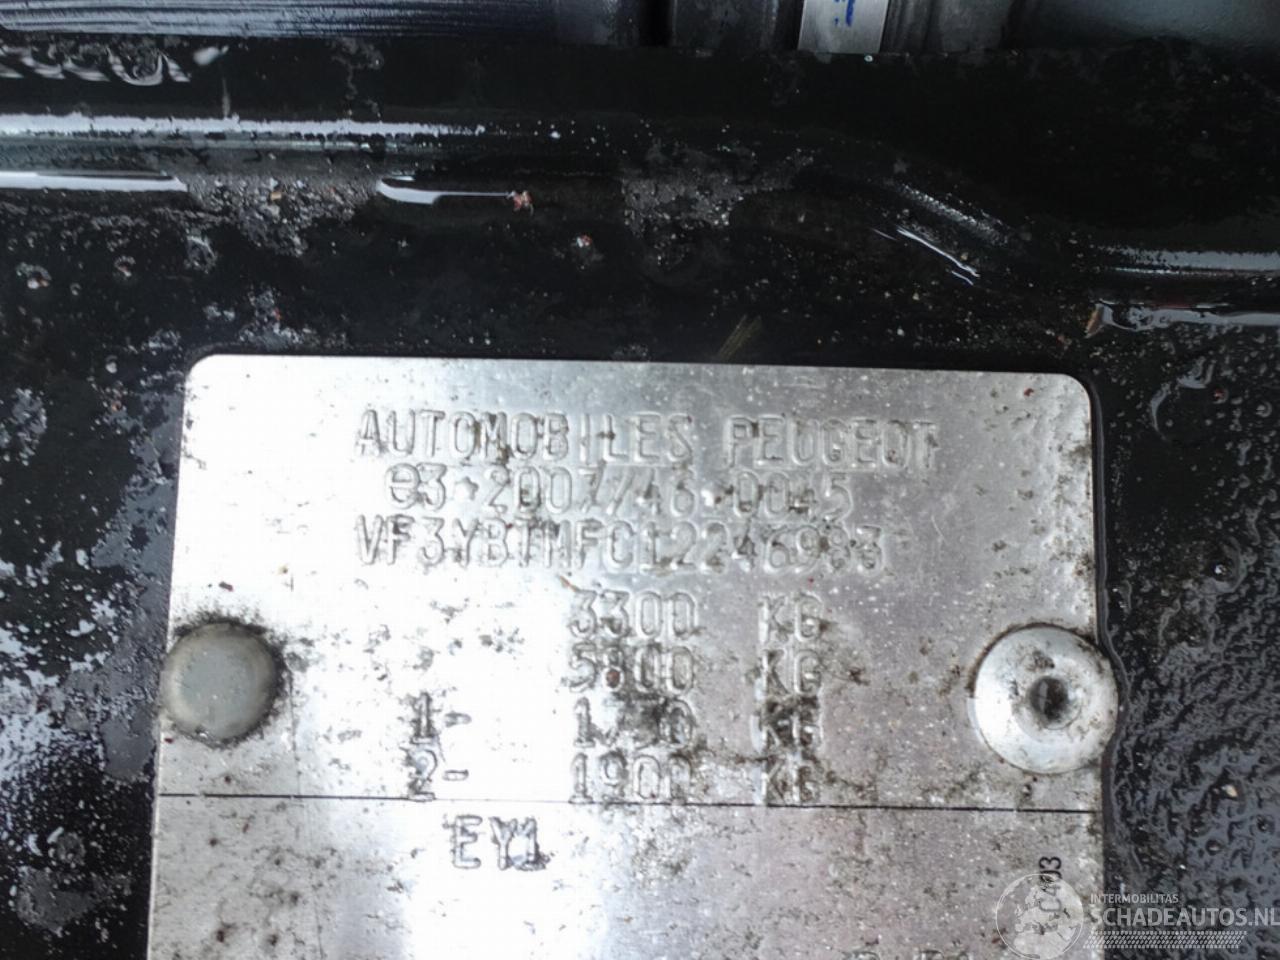 AUTOMOBILES PEUGEOT
e3*2007/46*0045
VF3YBTMFC12246983
3300 KG
5800 KG
1- KG
2- 1900 KG
EY1
INTERMOBILITAS
SCHADEAUTOS.NL